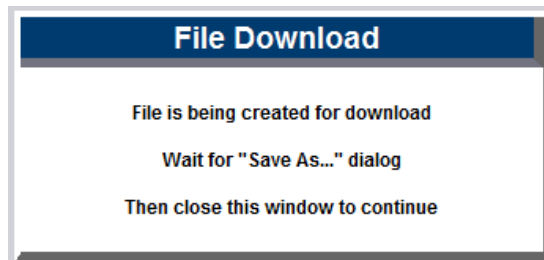 File Download
File is being created for download
Wait for "Save As..." dialog
Then close this window to continue